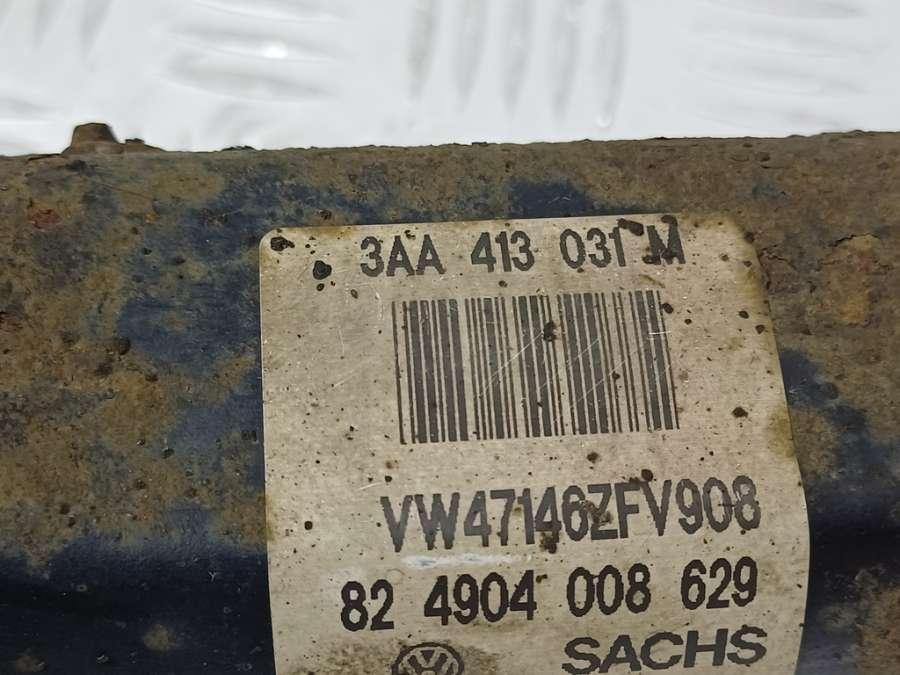 3AA 413 031 M
VW47146ZFV908
82 4904 008 629
SACHS